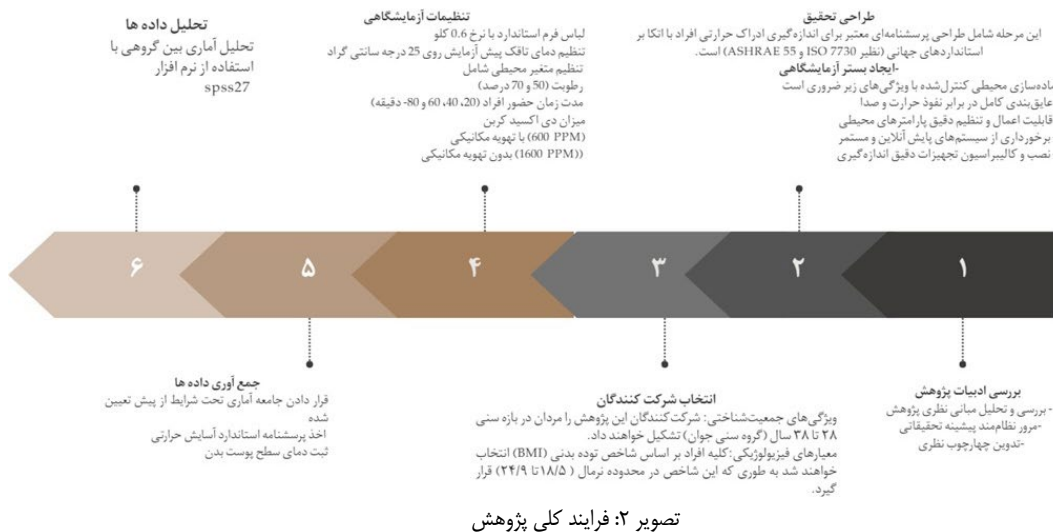 طراحی تحقیق
این مرحله شامل طراحی پرسشنامه‌ای معتبر برای اندازه‌گیری ادراک حرارتی افراد با اتکا بر
استانداردهای جهانی (نظیر ISO 7730 و ASHRAE 55) است.
-ایجاد بستر آزمایشگاهی
ماده‌سازی محیطی کنترل‌شده با ویژگی‌های زیر ضروری است
عایق‌بندی کامل در برابر نفوذ حرارت و صدا
قابلیت اعمال و تنظیم دقیق پارامترهای محیطی
برخورداری از سیستم‌های پایش آنلاین و مستمر
نصب و کالیبراسیون تجهیزات دقیق اندازه‌گیری
تنظیمات آزمایشگاهی
لباس فرم استاندارد با نرخ 0.6 کلو
تنظیم دمای تافک پیش آزمایش روی 25 درجه سانتی گراد
تنظیم متغیر محیطی شامل
رطوبت (50 و 70 درصد)
مدت زمان حضور افراد (20، 40، 60 و 80- دقیقه)
میزان دی اکسید کربن
(600 PPM) با تهویه مکانیکی
((1600 PPM) بدون تهویه مکانیکی
تحلیل داده ها
تحلیل آماری بین گروهی با
استفاده از نرم افزار
spss27
۱
۲
۳
۴
۵
۶
بررسی ادبیات پژوهش
- بررسی و تحلیل مبانی نظری پژوهش
-مرور نظام‌مند پیشینه تحقیقاتی
-تدوین چهارچوب نظری
انتخاب شرکت کنندگان
ویژگی‌های جمعیت‌شناختی: شرکت‌کنندگان این پژوهش را مردان در بازه سنی
۲۸ تا ۳۸ سال (گروه سنی جوان) تشکیل خواهند داد.
معیارهای فیزیولوژیکی:کلیه افراد بر اساس شاخص توده بدنی (BMI) انتخاب
خواهند شد به طوری که این شاخص در محدوده نرمال ( ۱۸/۵ تا ۲۴/۹) قرار
گیرد.
جمع آوری داده ها
قرار دادن جامعه آماری تحت شرایط از پیش تعیین
شده
اخذ پرسشنامه استاندارد آسایش حرارتی
ثبت دمای سطح پوست بدن
تصویر ۲: فرایند کلی پژوهش